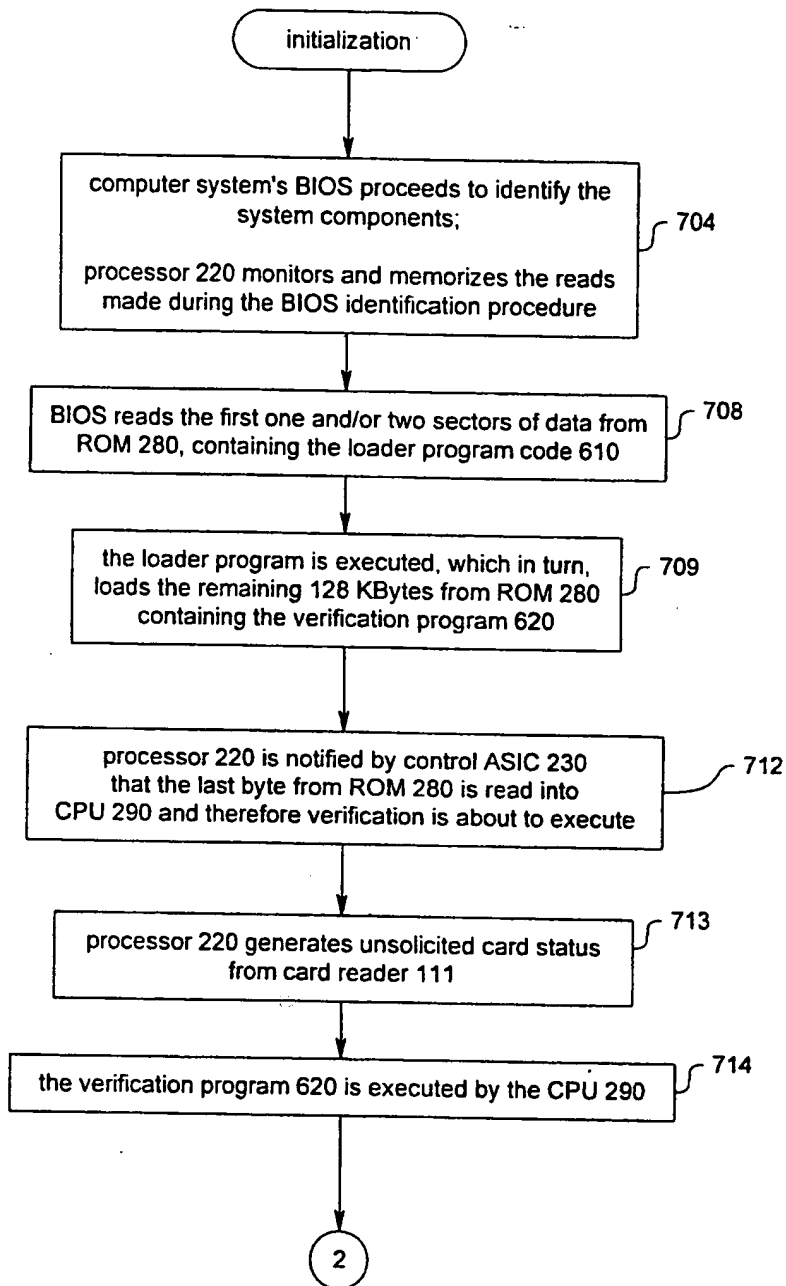 initialization
computer system's BIOS proceeds to identify the
system components;
processor 220 monitors and memorizes the reads
made during the BIOS identification procedure
704
BIOS reads the first one and/or two sectors of data from
ROM 280, containing the loader program code 610
708
the loader program is executed, which in turn,
loads the remaining 128 KBytes from ROM 280
containing the verification program 620
709
processor 220 is notified by control ASIC 230
that the last byte from ROM 280 is read into
CPU 290 and therefore verification is about to execute
712
processor 220 generates unsolicited card status
from card reader 111
713
the verification program 620 is executed by the CPU 290
714
2